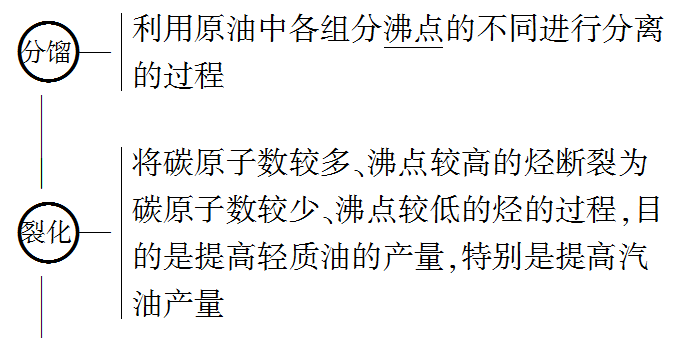 分馏
利用原油中各组分沸点的不同进行分离
的过程
裂化
将碳原子数较多、沸点较高的烃断裂为
碳原子数较少、沸点较低的烃的过程,目
的是提高轻质油的产量,特别是提高汽
油产量